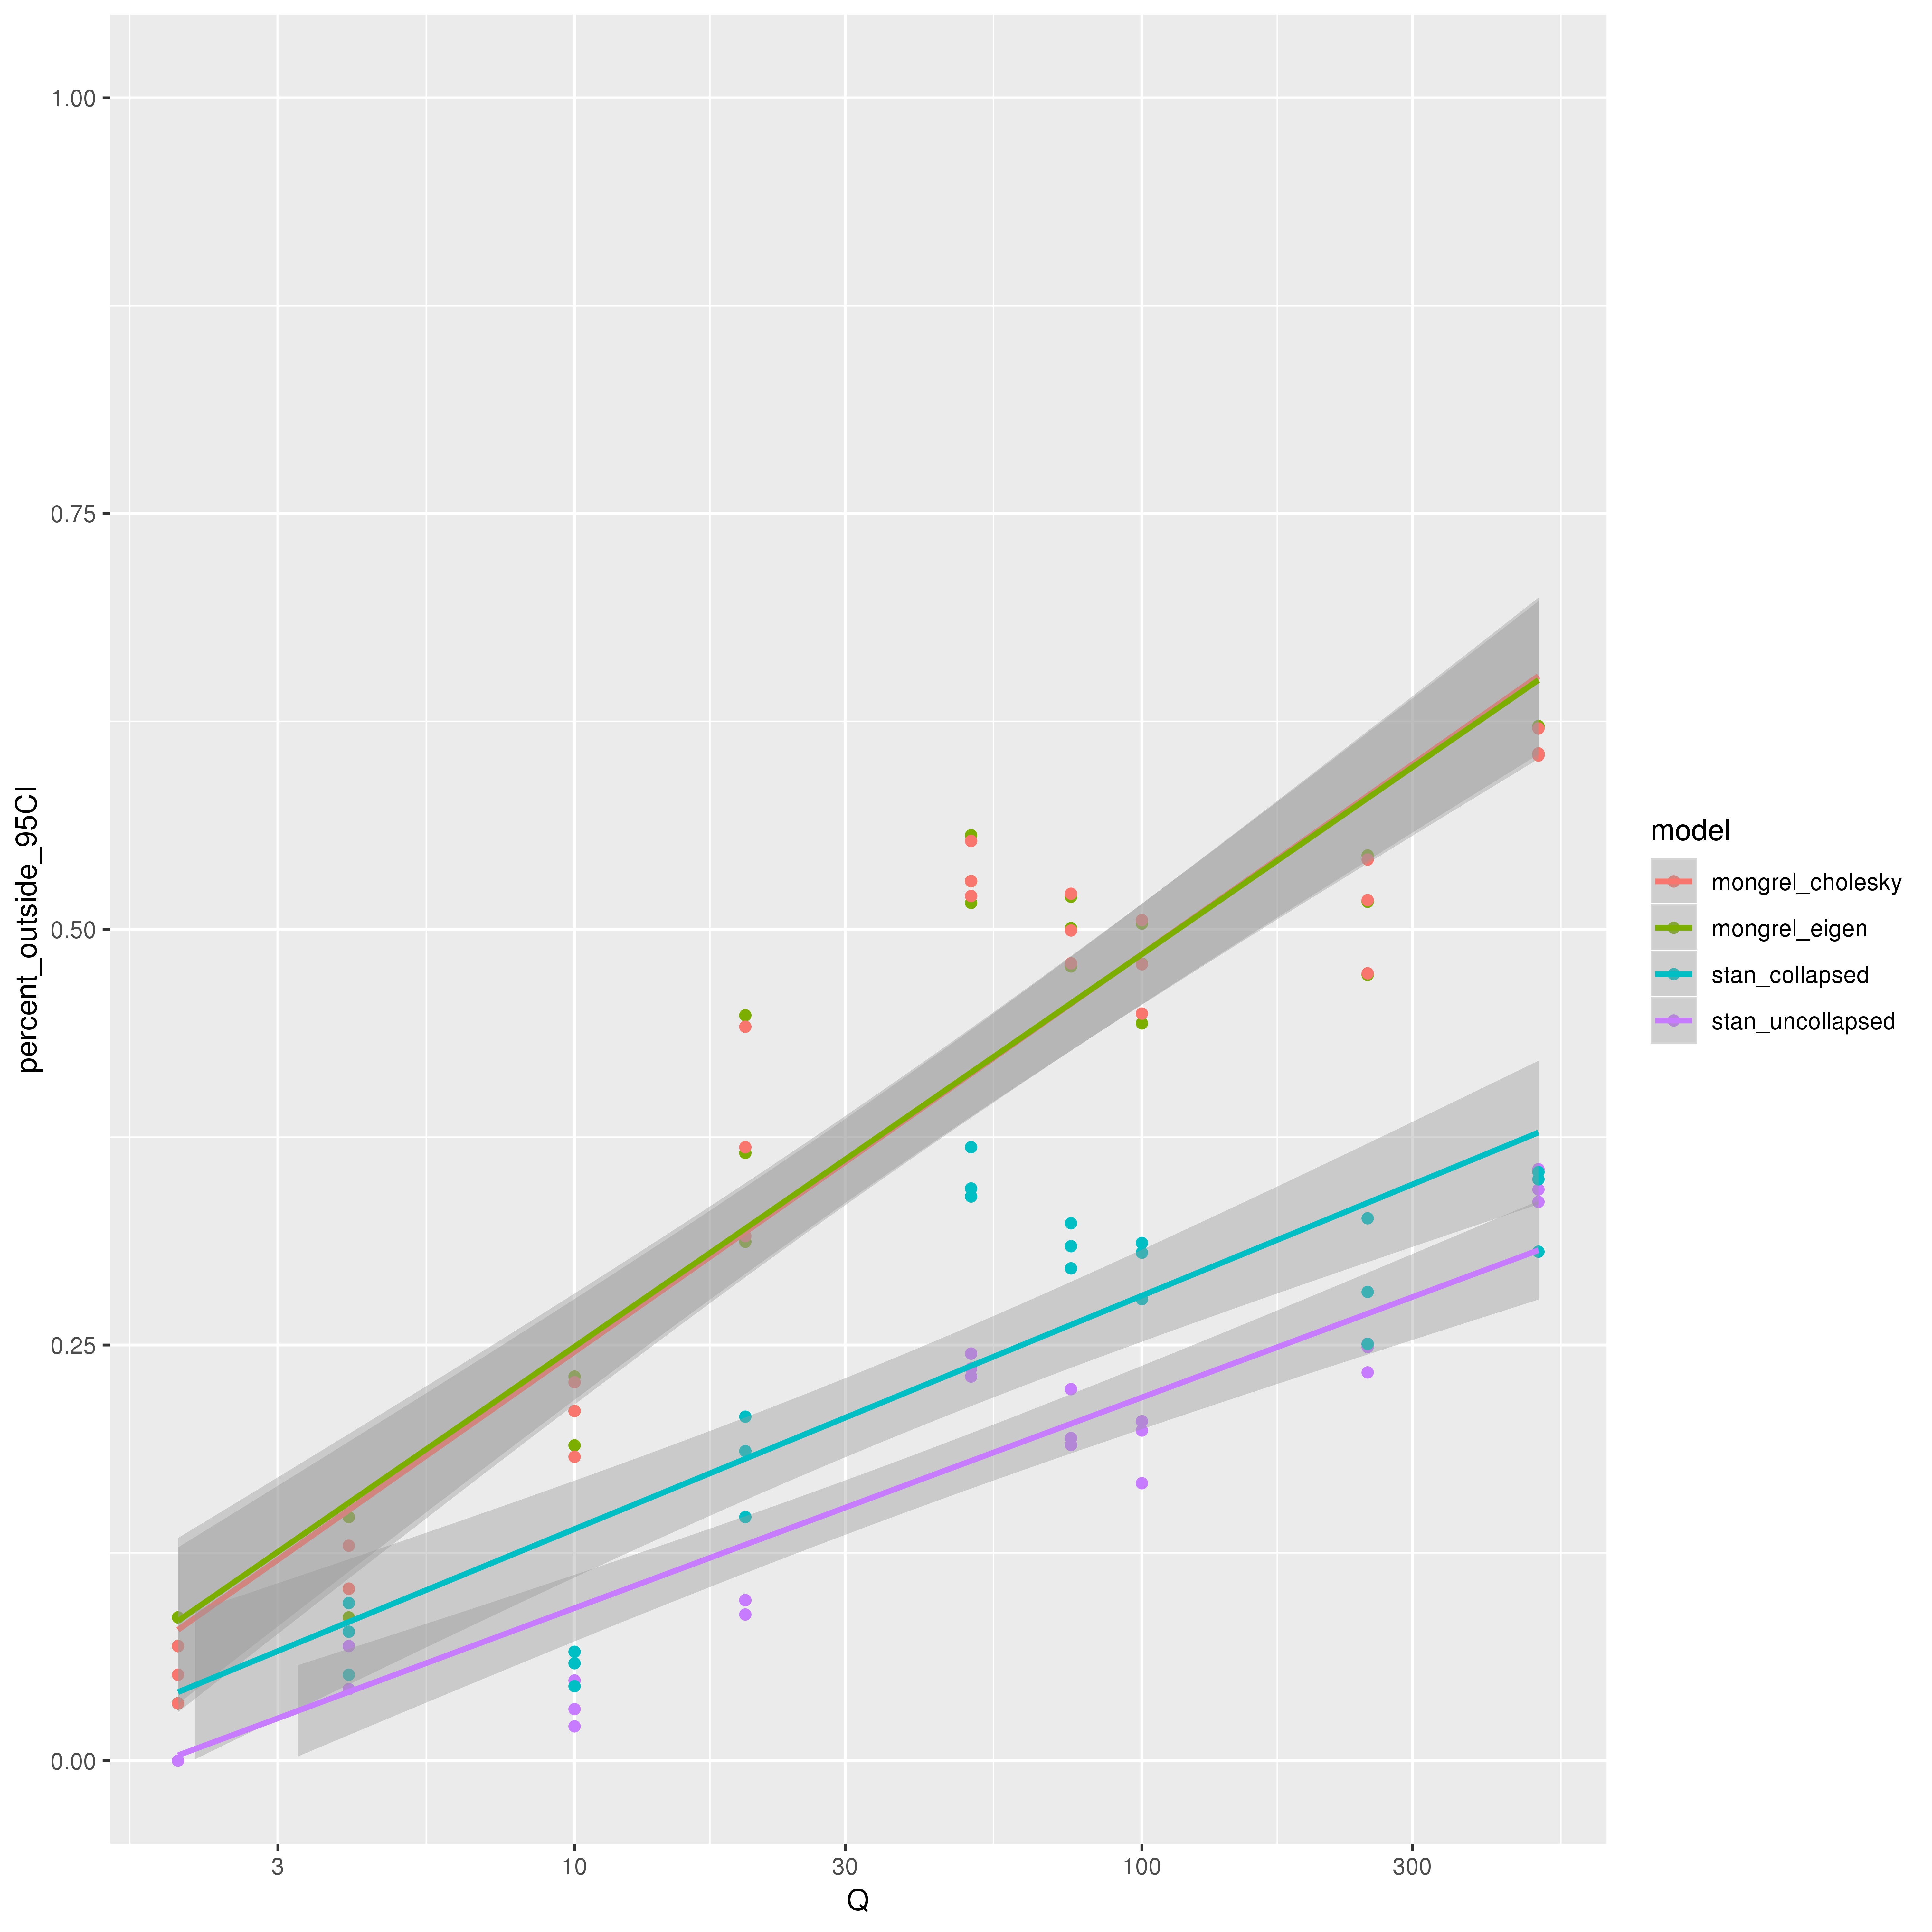 1.00
0.75
0.50
0.25
0.00
percent_outside_95CI
3 10 30 100 300
Q
model
mongrel_cholesky
mongrel_eigen
stan_collapsed
stan_uncollapsed